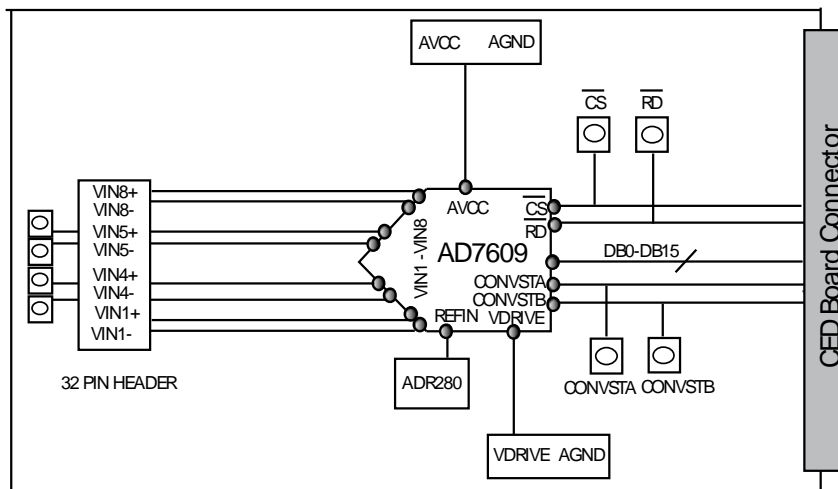 AVCC AGND
CS RD
VIN8+
VIN8-
VIN5+
VIN5-
VIN4+
VIN4-
VIN1+
VIN1-
32 PIN HEADER
VIN1 - VIN8
AVCC
CS
RD
AD7609
CONVSTA
CONVSTB
REFIN VDRIVE
DB0-DB15
ADR280
CONVSTA CONVSTB
VDRIVE AGND
CED Board Connector